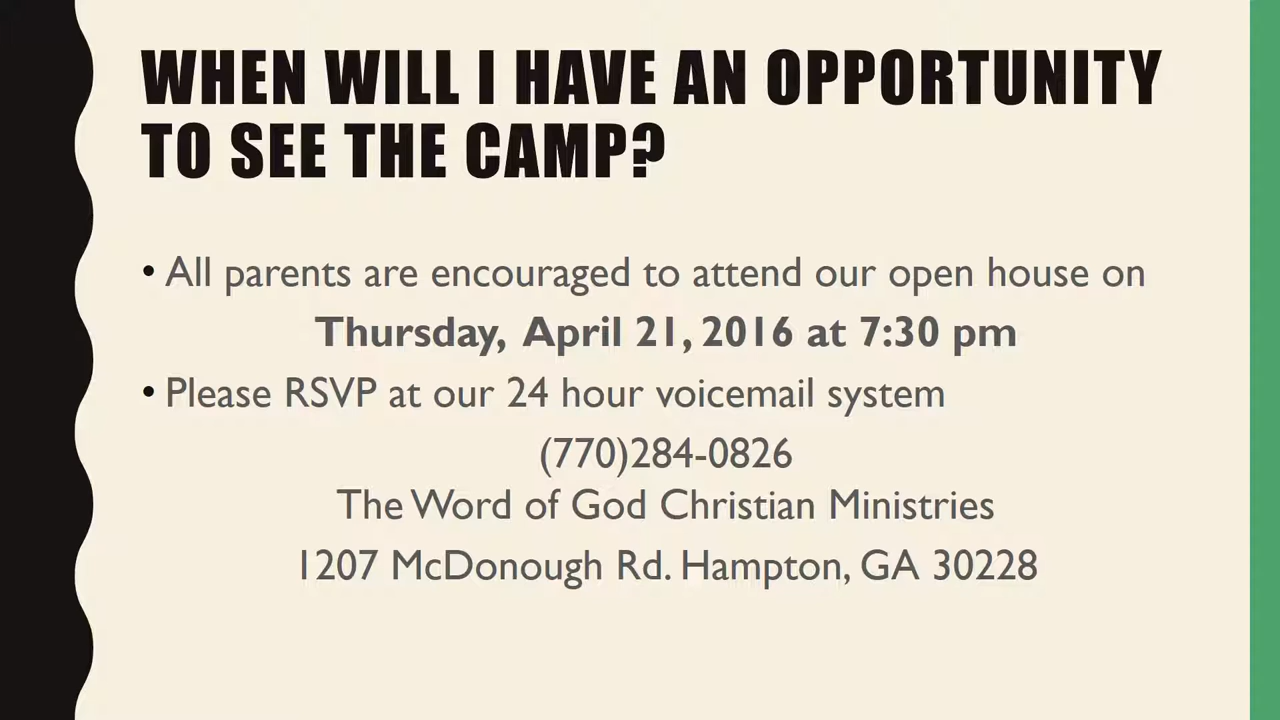 WHEN WILL I HAVE AN OPPORTUNITY
TO SEE THE CAMP?
• All parents are encouraged to attend our open house on
Thursday, April 21, 2016 at 7:30 pm
• Please RSVP at our 24 hour voicemail system
(770)284-0826
The Word of God Christian Ministries
1207 McDonough Rd. Hampton, GA 30228